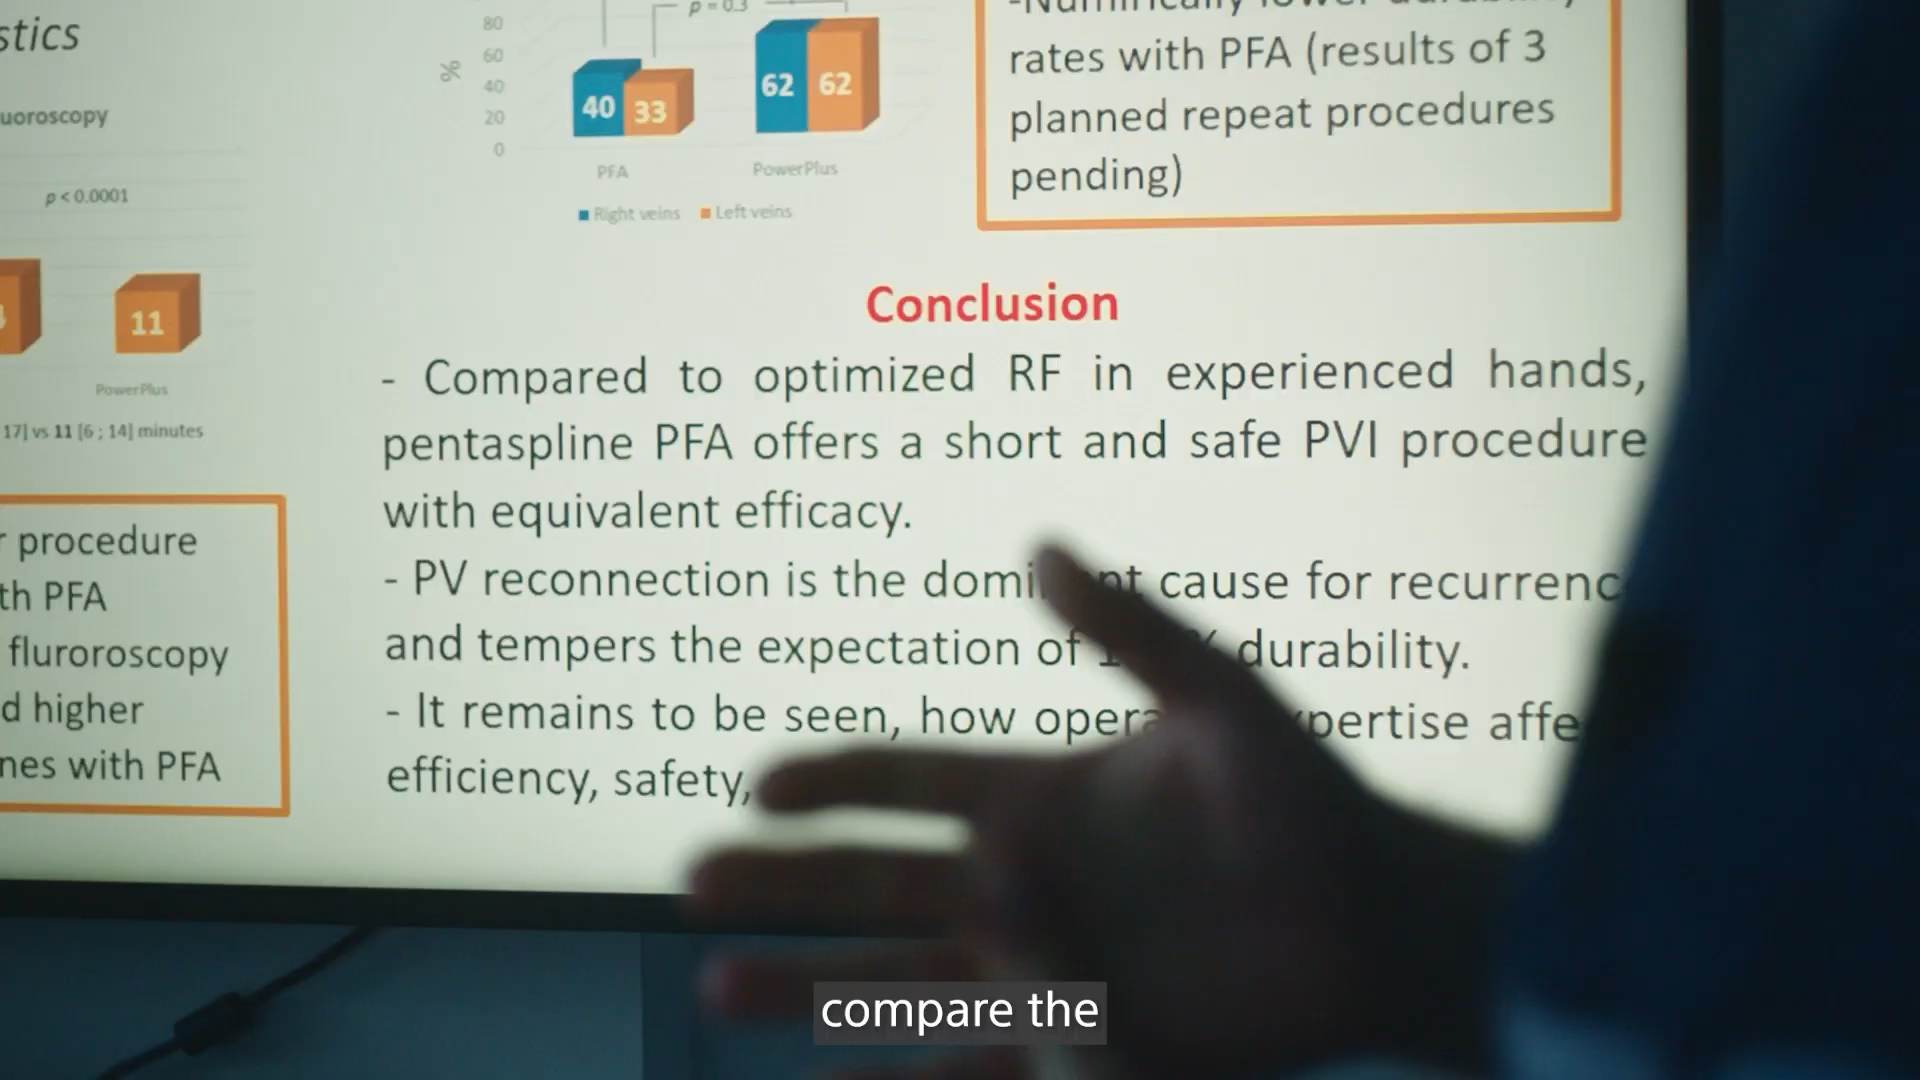 stics
uoroscopy
p < 0.0001
11
PowerPlus
17] vs 11 [6 ; 14] minutes
procedure
th PFA
fluroroscopy
d higher
nes with PFA
p = 0.3
%
80
60
40
20
0
40
33
62
62
PFA
PowerPlus
Right veins
Left veins
-Numrically lower
rates with PFA (results of 3
planned repeat procedures
pending)
Conclusion
- Compared to optimized RF in experienced hands,
pentaspline PFA offers a short and safe PVI procedure
with equivalent efficacy.
- PV reconnection is the cause for recurrenc
and tempers the expectation of durability.
- It remains to be seen, how
efficiency, safety,
compare the